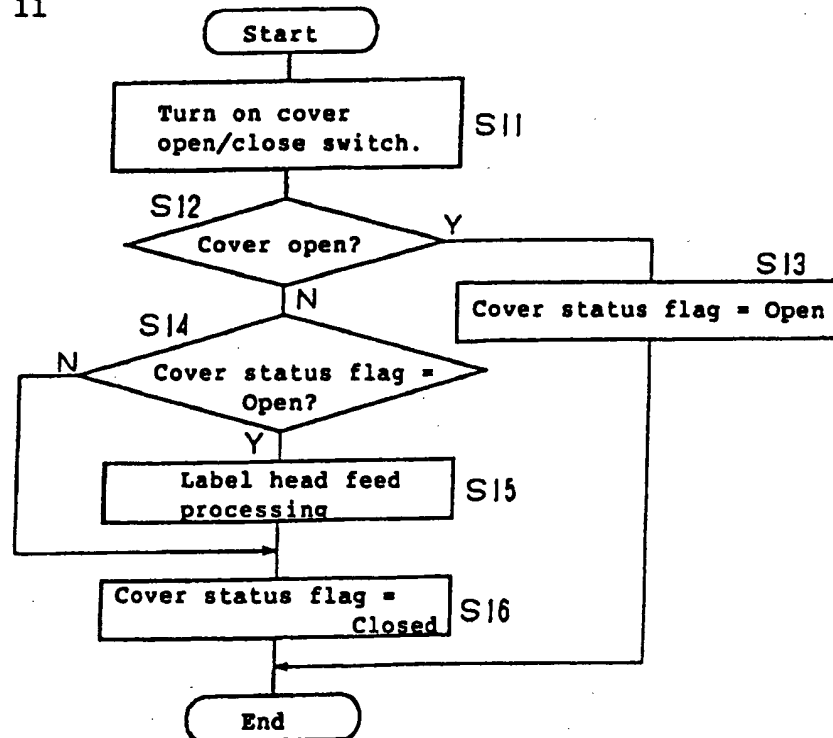 11
Start
Turn on cover
open/close switch.
S11
S12
Cover open?
Y
N
S13
Cover status flag = Open
S14
N
Cover status flag =
Open?
Y
Label head feed
processing
S15
Cover status flag =
Closed
S16
End